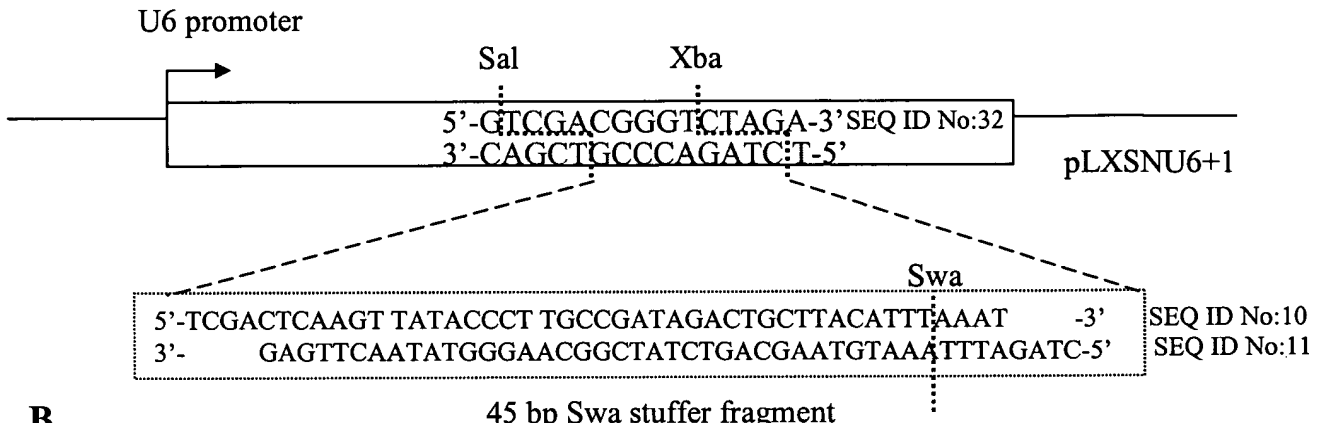 U6 promoter
Sal
Xba
5'-GTCGACGGGTCTAGA-3' SEQ ID No:32
3'-CAGCTGCCCAGATCT-5'
pLXSNU6+1
Swa
5'-TCGACTCAAGT TATACCCT TGCCGATAGACTGCTTACATTTAAAT -3' SEQ ID No:10
3'- GAGTTCAATATGGGAACGGCTATCTGACGAATGTAAATTTAGATC-5' SEQ ID No:11
B
45 bp Swa stuffer fragment